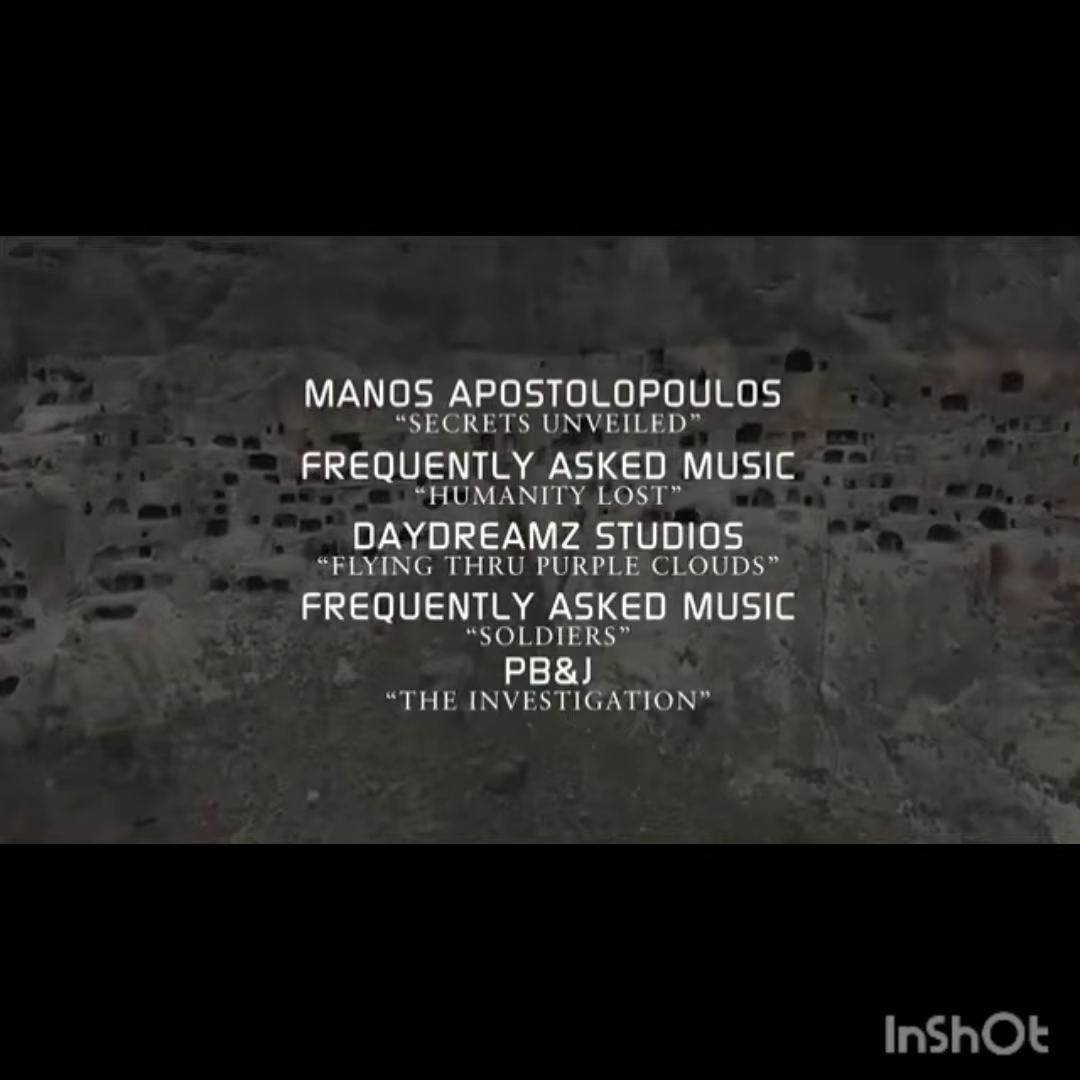 MANOS APOSTOLOPOULOS
“SECRETS UNVEILED”
FREQUENTLY ASKED MUSIC
“HUMANITY LOST”
DAYDREAMZ STUDIOS
“FLYING THRU PURPLE CLOUDS”
FREQUENTLY ASKED MUSIC
“SOLDIERS”
PB&J
“THE INVESTIGATION”
InShOt